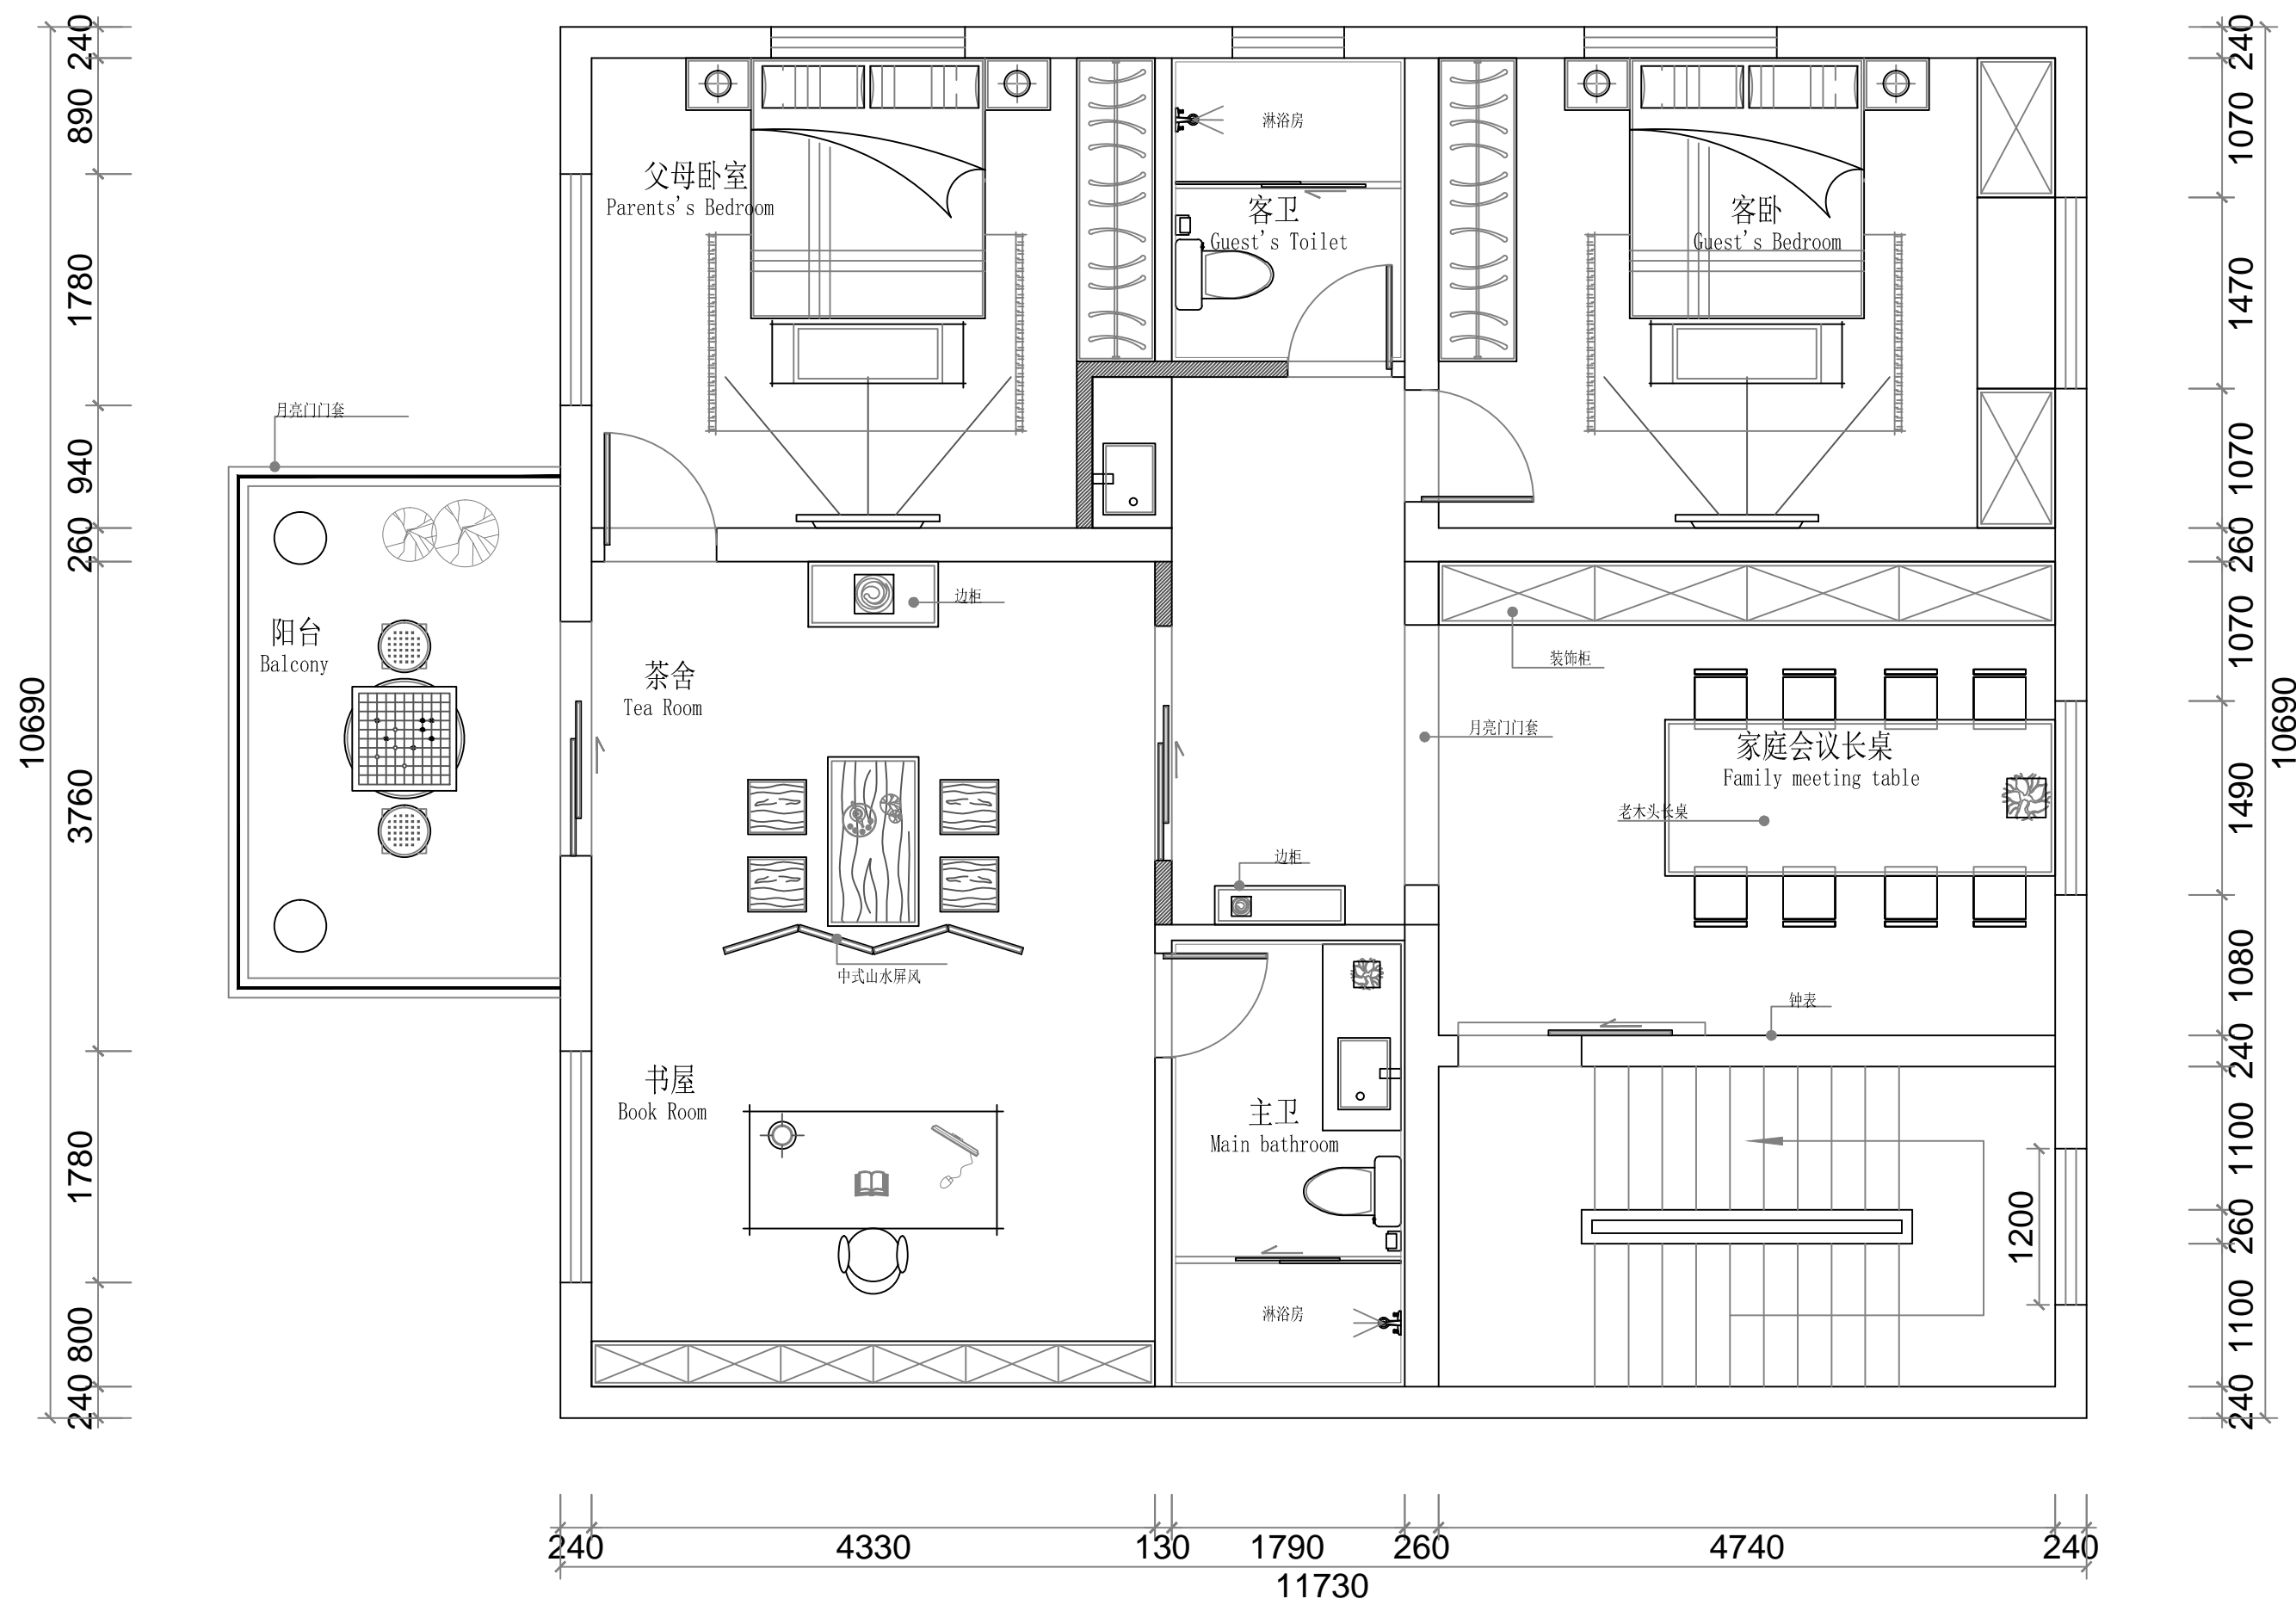 240
890
1780
940
260
3760
1780
800
240
10690
240
1070
1470
1070
260
1070
1490
1080
240
1100
260
1100
240
10690
淋浴房
父母卧室
Parents's Bedroom
客卫
Guest's Toilet
客卧
Guest's Bedroom
月亮门门套
边柜
阳台
Balcony
茶舍
Tea Room
装饰柜
月亮门门套
家庭会议长桌
Family meeting table
老木头长桌
边柜
中式山水屏风
钟表
书屋
Book Room
主卫
Main bathroom
1200
淋浴房
240 4330 130 1790 260 4740 240
11730